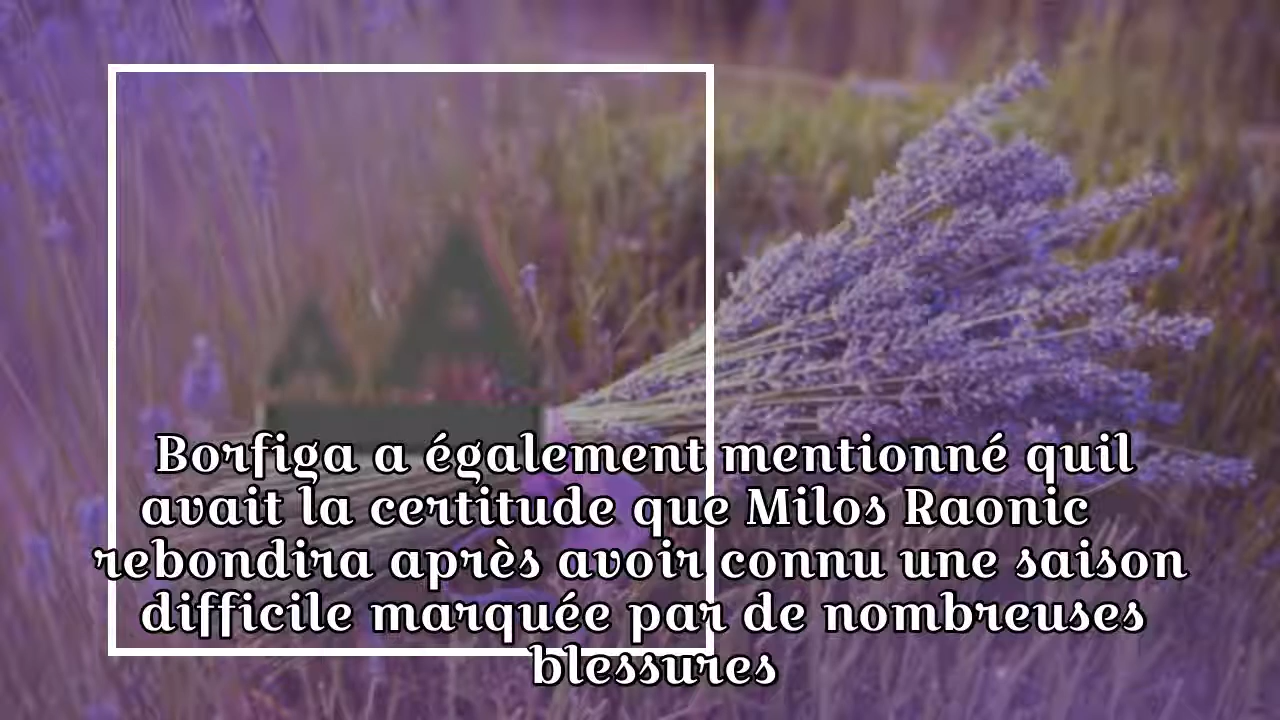 Borfiga a également mentionné quil
avait la certitude que Milos Raonic
rebondira après avoir connu une saison
difficile marquée par de nombreuses
blessures